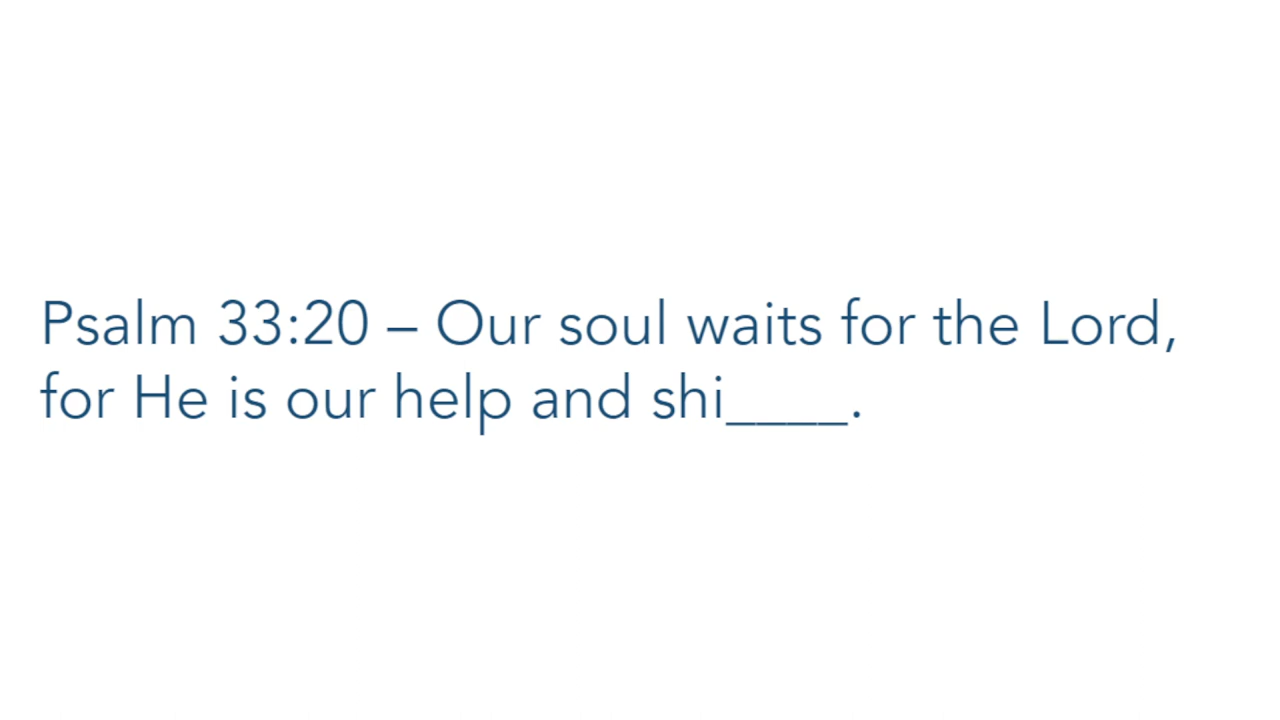 Psalm 33:20 – Our soul waits for the Lord,
for He is our help and shi____.